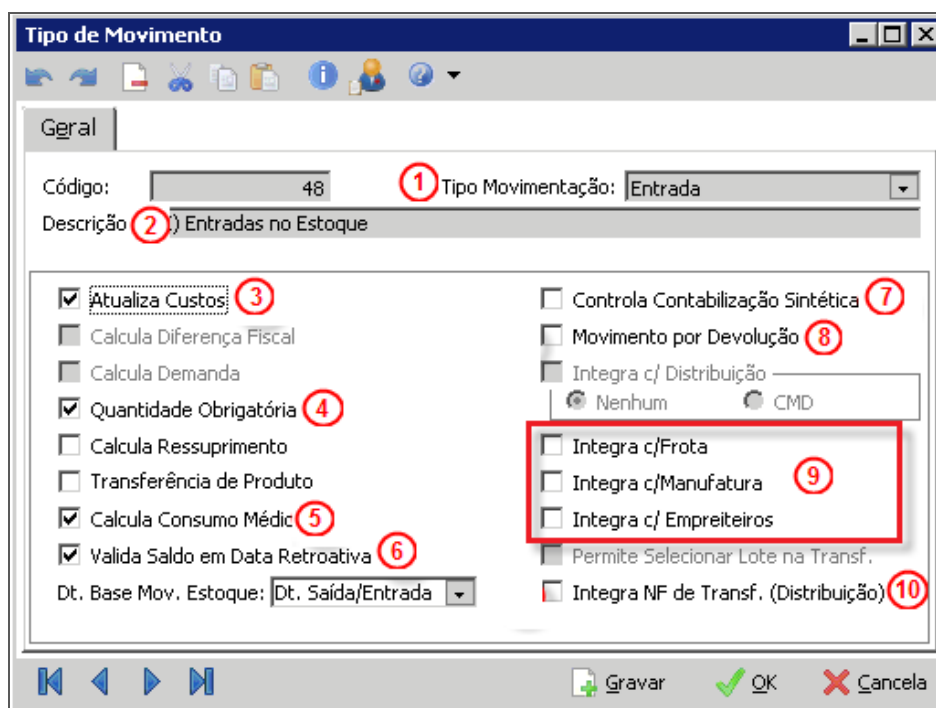 Tipo de Movimento
Geral
Código: 48 1 Tipo Movimentação: Entrada
Descrição 2 ) Entradas no Estoque
Atualiza Custos 3
Controla Contabilização Sintética 7
Calcula Diferença Fiscal
Movimento por Devolução 8
Calcula Demanda
Integra c/ Distribuição
Quantidade Obrigatória 4
Nenhum CMD
Calcula Ressuprimento
Integra c/Frota
Transferência de Produto
Integra c/Manufatura 9
Calcula Consumo Médic 5
Integra c/ Empreiteiros
Valida Saldo em Data Retroativa 6
Permite Selecionar Lote na Transf.
Dt. Base Mov. Estoque: Dt. Saída/Entrada
Integra NF de Transf. (Distribuição) 10
Gravar OK Cancela